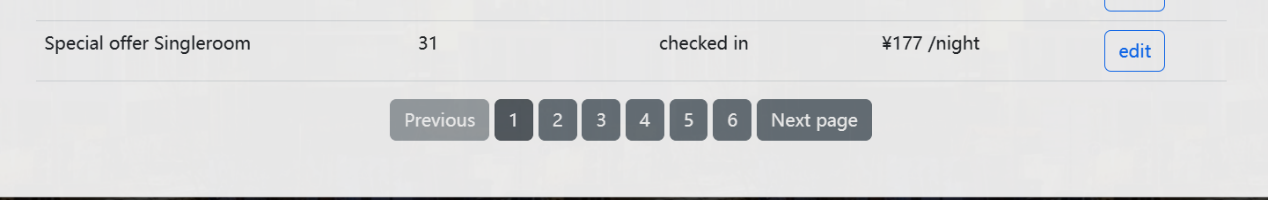 Special offer Singleroom 31 checked in ¥177 /night edit
Previous 1 2 3 4 5 6 Next page